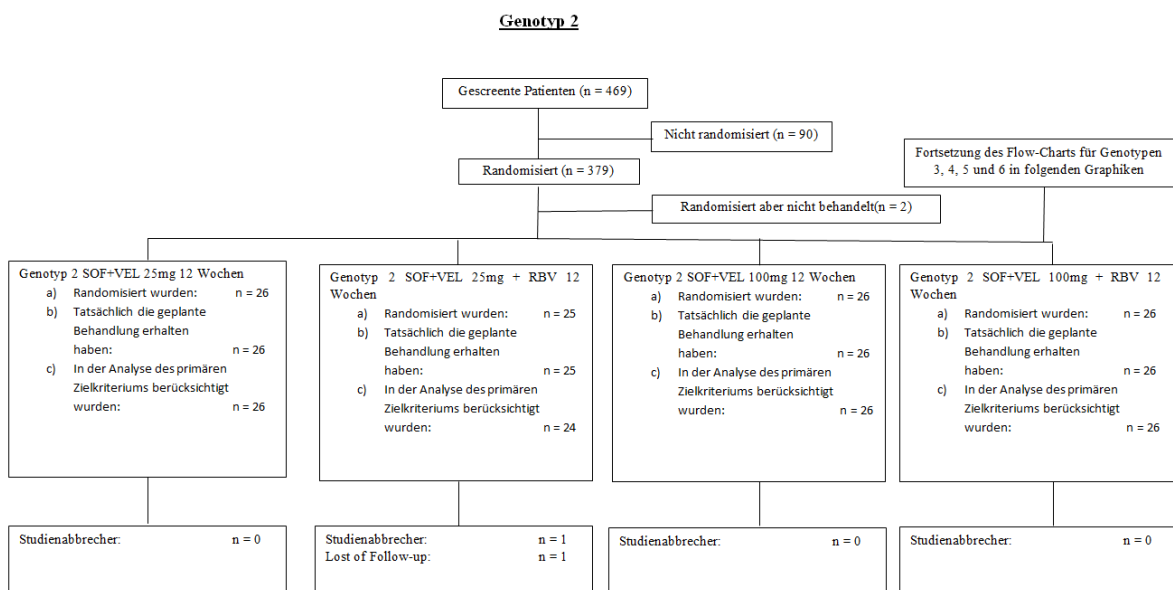 Genotyp 2
Gescreente Patienten (n = 469)
Nicht randomisiert (n = 90)
Randomisiert (n = 379)
Fortsetzung des Flow-Charts für Genotypen
3, 4, 5 und 6 in folgenden Graphiken
Randomisiert aber nicht behandelt(n = 2)
Genotyp 2 SOF+VEL 25mg 12 Wochen
a) Randomisiert wurden: n = 26
b) Tatsächlich die geplante
Behandlung erhalten
haben: n = 26
c) In der Analyse des primären
Zielkriteriums berücksichtigt
wurden: n = 26
Genotyp 2 SOF+VEL 25mg + RBV 12
Wochen
a) Randomisiert wurden: n = 25
b) Tatsächlich die geplante
Behandlung erhalten
haben: n = 25
c) In der Analyse des primären
Zielkriteriums berücksichtigt
wurden: n = 24
Genotyp 2 SOF+VEL 100mg 12 Wochen
a) Randomisiert wurden: n = 26
b) Tatsächlich die geplante
Behandlung erhalten
haben: n = 26
c) In der Analyse des primären
Zielkriteriums berücksichtigt
wurden: n = 26
Genotyp 2 SOF+VEL 100mg + RBV 12
Wochen
a) Randomisiert wurden: n = 26
b) Tatsächlich die geplante
Behandlung erhalten
haben: n = 26
c) In der Analyse des primären
Zielkriteriums berücksichtigt
wurden: n = 26
Studienabbrecher: n = 0
Studienabbrecher: n = 1
Lost of Follow-up: n = 1
Studienabbrecher: n = 0
Studienabbrecher: n = 0